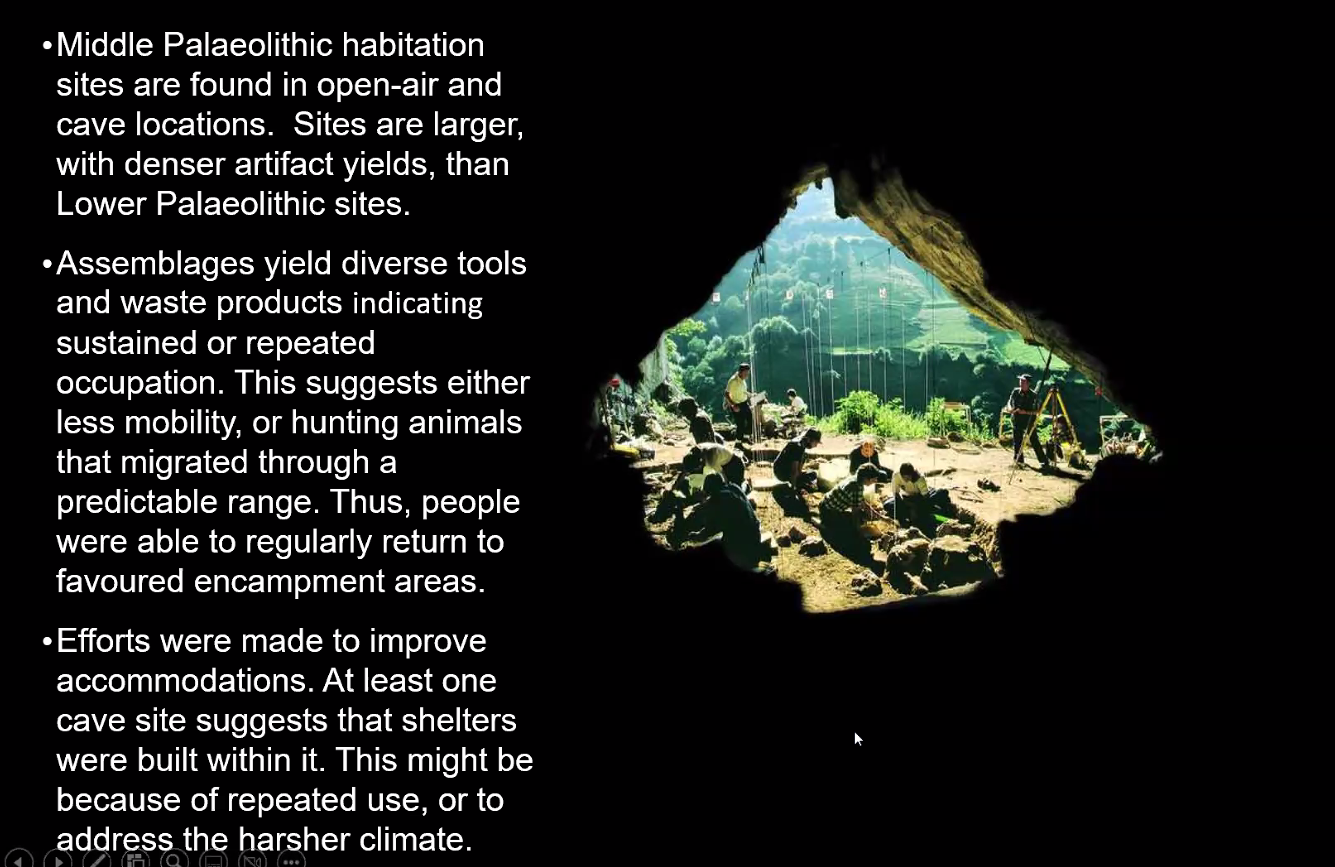 •Middle Palaeolithic habitation
sites are found in open-air and
cave locations.  Sites are larger,
with denser artifact yields, than
Lower Palaeolithic sites.
•Assemblages yield diverse tools
and waste products indicating
sustained or repeated
occupation. This suggests either
less mobility, or hunting animals
that migrated through a
predictable range. Thus, people
were able to regularly return to
favoured encampment areas.
•Efforts were made to improve
accommodations. At least one
cave site suggests that shelters
were built within it. This might be
because of repeated use, or to
address the harsher climate.